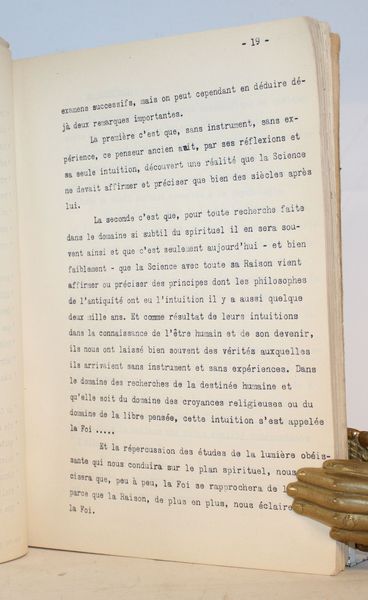 - 19 -
examens successifs, mais on peut cependant en déduire dé-
jà deux remarques importantes.
La première c'est que, sans instrument, sans ex-
périence, ce penseur ancien avait, par ses réflexions et
sa seule intuition, découvert une réalité que la Science
ne devait affirmer et préciser que bien des siècles après
lui.
La seconde c'est que, pour toute recherche faite
dans le domaine si subtil du spirituel il en sera sou-
vent ainsi et que c'est seulement aujourd'hui - et bien
faiblement - que la Science avec toute sa Raison vient
affirmer ou préciser des principes dont les philosophes
de l'antiquité ont eu l'intuition il y a aussi quelque
deux mille ans. Et comme résultat de leurs intuitions
dans la connaissance de l'être humain et de son devenir,
ils nous ont laissé bien souvent des vérités auxquelles
ils arrivaient sans instrument et sans expériences. Dans
le domaine des recherches de la destinée humaine et
qu'elle soit du domaine des croyances religieuses ou du
domaine de la libre pensée, cette intuition s'est appelée
la Foi .....
Et la répercussion des études de la lumière obéis-
sante qui nous conduira sur le plan spirituel, nous
cisera que, peu à peu, la Foi se rapprochera de
parce que la Raison, de plus en plus, nous éclaire
la Foi.